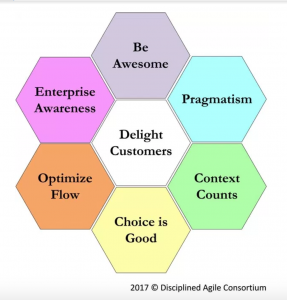 Be
Awesome
Enterprise
Awareness
Pragmatism
Delight
Customers
Optimize
Flow
Context
Counts
Choice is
Good
2017 © Disciplined Agile Consortium